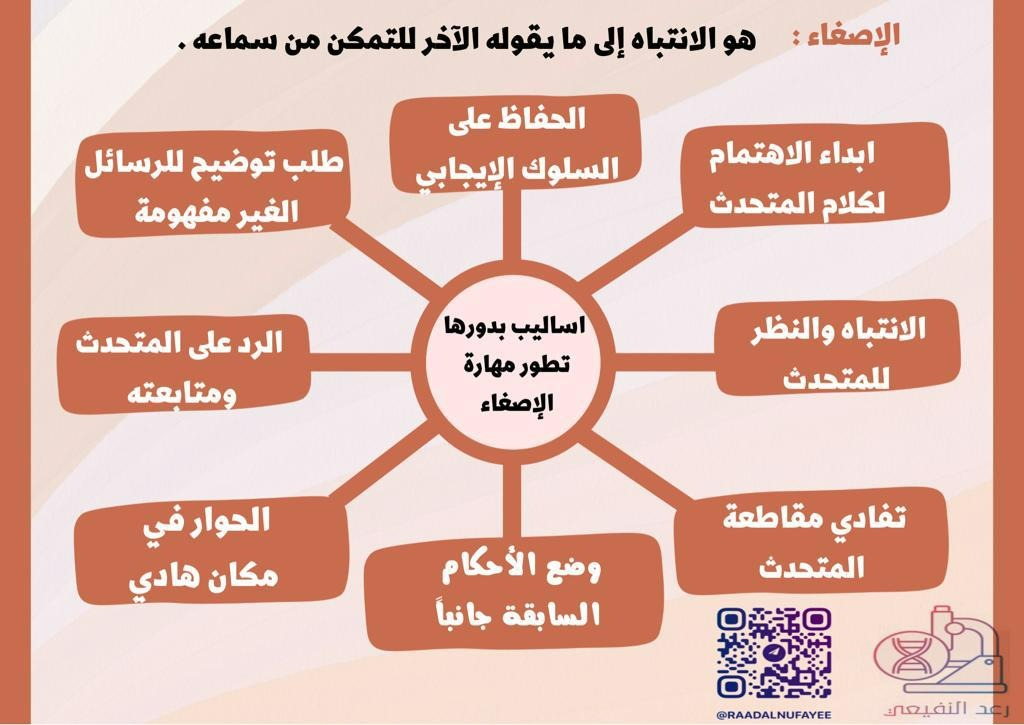 الإصغاء : هو الانتباه إلى ما يقوله الآخر للتمكن من سماعه .
الحفاظ على
السلوك الإيجابي
ابداء الاهتمام
لكلام المتحدث
طلب توضيح للرسائل
الغير مفهومة
الانتباه والنظر
للمتحدث
اساليب بدورها
تطور مهارة
الإصغاء
الرد على المتحدث
ومتابعته
تفادي مقاطعة
المتحدث
وضع الأحكام
السابقة جانباً
الحوار في
مكان هادي
@RAADALNUFAYEE
رعد النفيعي